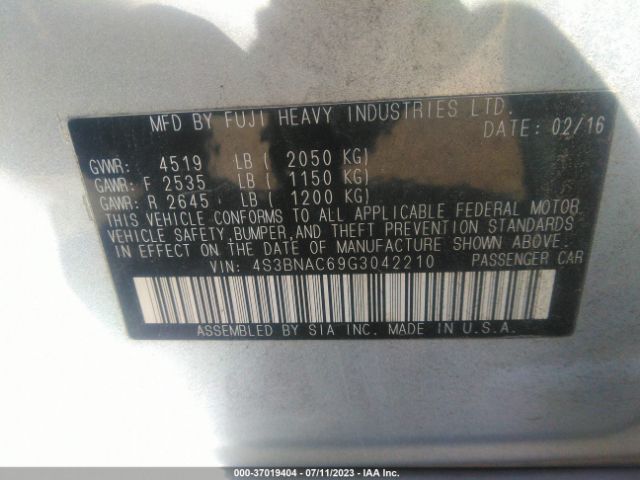 MFD BY FUJI HEAVY INDUSTRIES LTD.
DATE: 02/16
GVWR: 4519 LB ( 2050 KG)
GAWR: F 2535 LB ( 1150 KG)
GAWR: R 2645 LB ( 1200 KG)
THIS VEHICLE CONFORMS TO ALL APPLICABLE FEDERAL MOTOR
VEHICLE SAFETY,BUMPER,AND THEFT PREVENTION STANDARDS
IN EFFECT ON THE DATE OF MANUFACTURE SHOWN ABOVE.
VIN: 4S3BNAC69G3042210 PASSENGER CAR
ASSEMBLED BY SIA INC. MADE IN U.S.A.
000-37019404 - 07/11/2023 - IAA Inc.